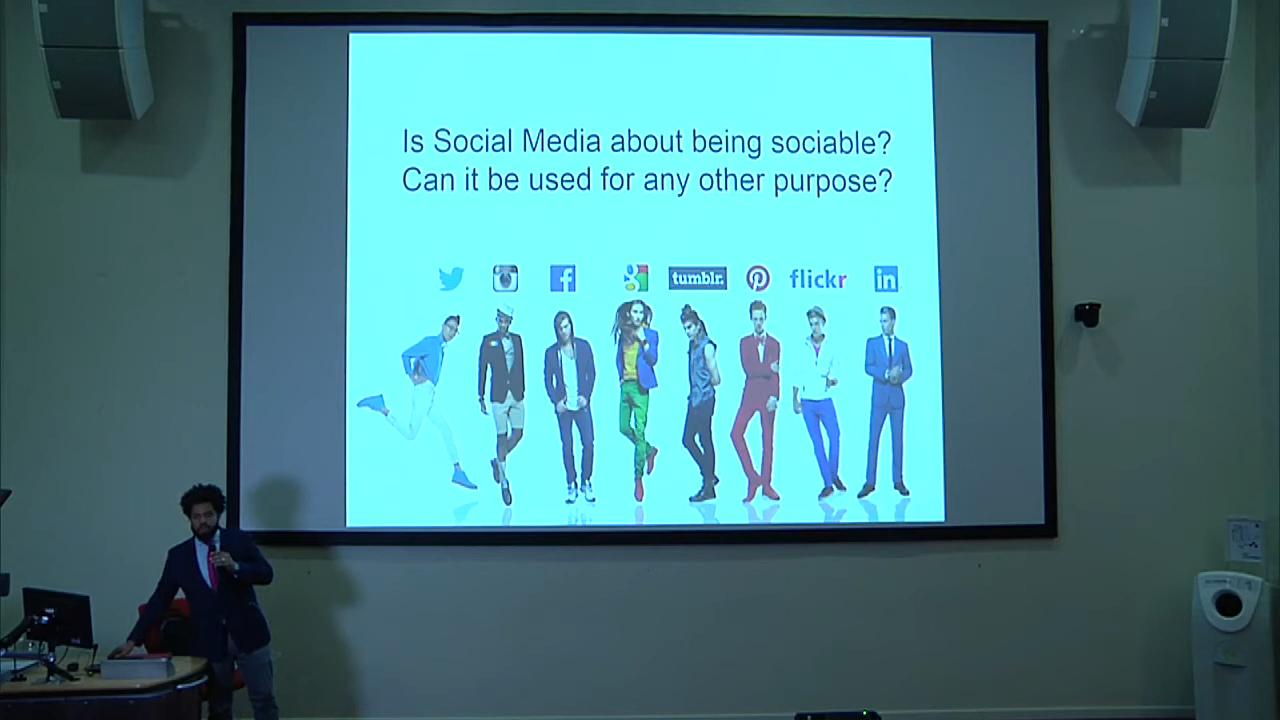 Is Social Media about being sociable?
Can it be used for any other purpose?
tumblr. flickr in